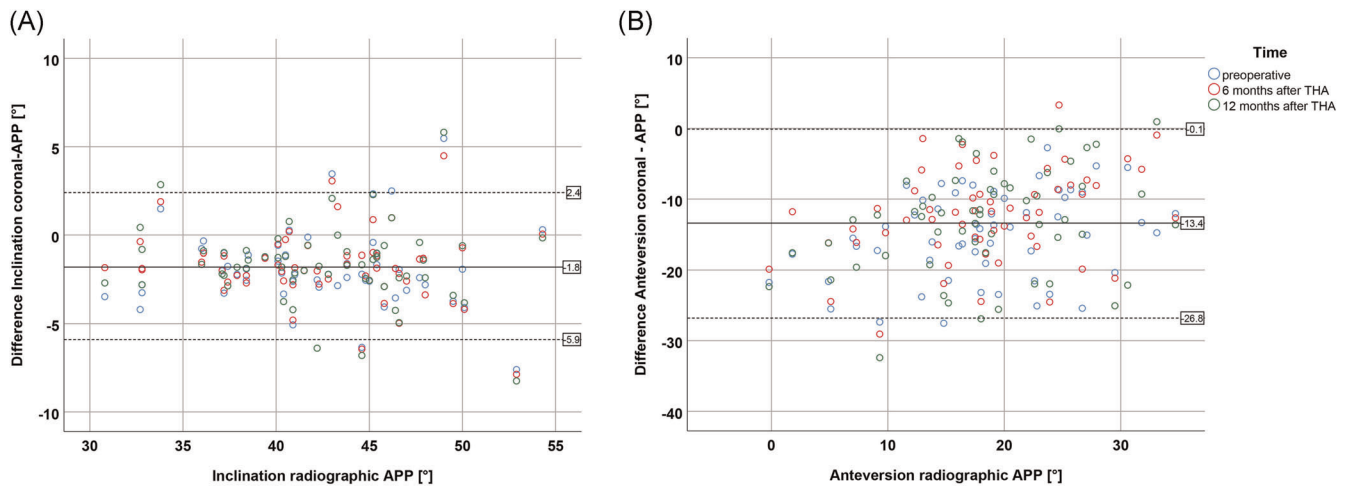 (A)
Difference Inclination coronal-APP [°]
10
5
0
-5
-10
2.4
-1.8
-5.9
30 35 40 45 50 55
Inclination radiographic APP [°]
(B)
Difference Anteversion coronal - APP [°]
10
0
-10
-20
-30
-40
-0.1
-13.4
-26.8
0 10 20 30
Anteversion radiographic APP [°]
Time
preoperative
6 months after THA
12 months after THA